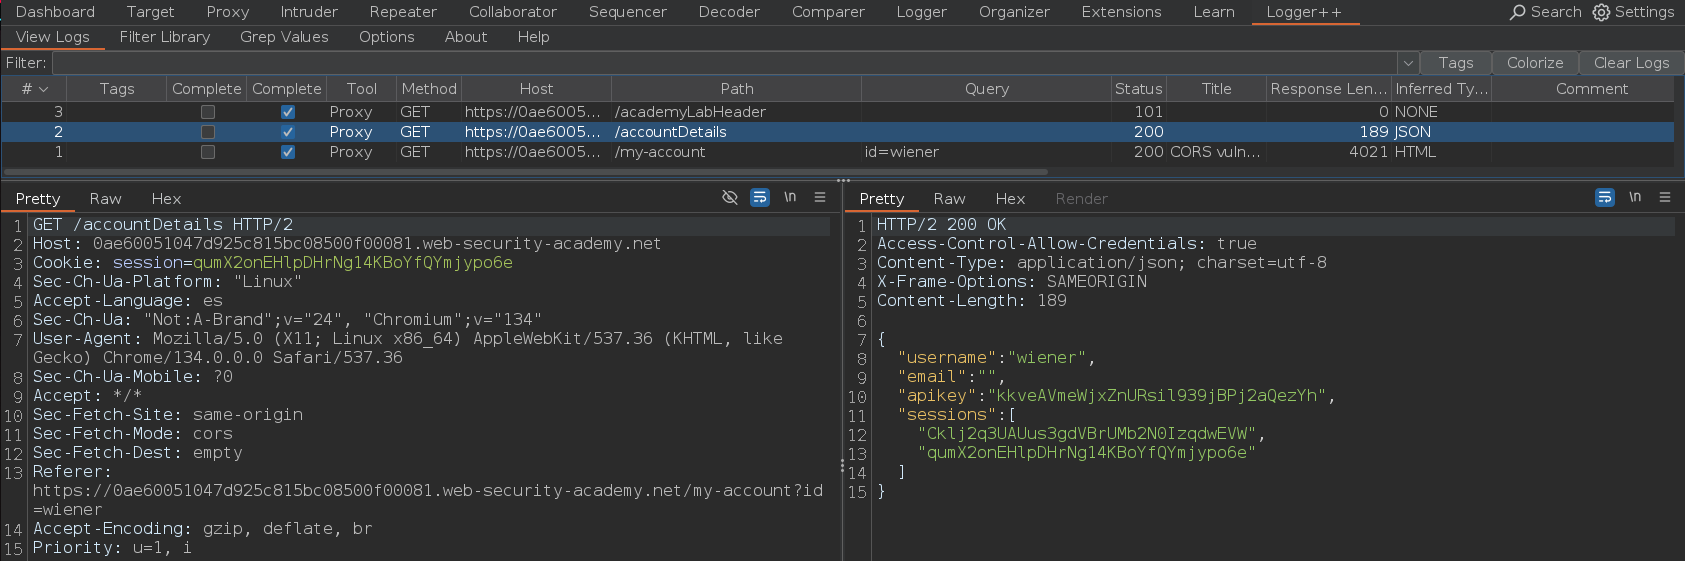 Dashboard Target Proxy Intruder Repeater Collaborator Sequencer Decoder Comparer Logger Organizer Extensions Learn Logger++ Search Settings
View Logs Filter Library Grep Values Options About Help
Filter: Tags Colorize Clear Logs
# Tags Complete Complete Tool Method Host Path Query Status Title Response Len... Inferred Ty... Comment
3 Proxy GET https://0ae6005... /academyLabHeader 101 0 NONE
2 Proxy GET https://0ae6005... /accountDetails 200 189 JSON
1 Proxy GET https://0ae6005... /my-account id=wiener 200 CORS vuln... 4021 HTML
Pretty Raw Hex \n
1 GET /accountDetails HTTP/2
2 Host: 0ae60051047d925c815bc08500f00081.web-security-academy.net
3 Cookie: session=qumX2onEHlpDHrNg14KBoYfQYmjypo6e
4 Sec-Ch-Ua-Platform: "Linux"
5 Accept-Language: es
6 Sec-Ch-Ua: "Not:A-Brand";v="24", "Chromium";v="134"
7 User-Agent: Mozilla/5.0 (X11; Linux x86_64) AppleWebKit/537.36 (KHTML, like
Gecko) Chrome/134.0.0.0 Safari/537.36
8 Sec-Ch-Ua-Mobile: ?0
9 Accept: */*
10 Sec-Fetch-Site: same-origin
11 Sec-Fetch-Mode: cors
12 Sec-Fetch-Dest: empty
13 Referer:
https://0ae60051047d925c815bc08500f00081.web-security-academy.net/my-account?id
=wiener
14 Accept-Encoding: gzip, deflate, br
15 Priority: u=1, i
Pretty Raw Hex Render \n
1 HTTP/2 200 OK
2 Access-Control-Allow-Credentials: true
3 Content-Type: application/json; charset=utf-8
4 X-Frame-Options: SAMEORIGIN
5 Content-Length: 189
6
7 {
8 "username":"wiener",
9 "email":"",
10 "apikey":"kkveAVmeWjxZnURsil939jBPj2aQezYh",
11 "sessions":[
12 "Cklj2q3UAUus3gdVBrUMb2N0IzqdwEVW",
13 "qumX2onEHlpDHrNg14KBoYfQYmjypo6e"
14 ]
15 }